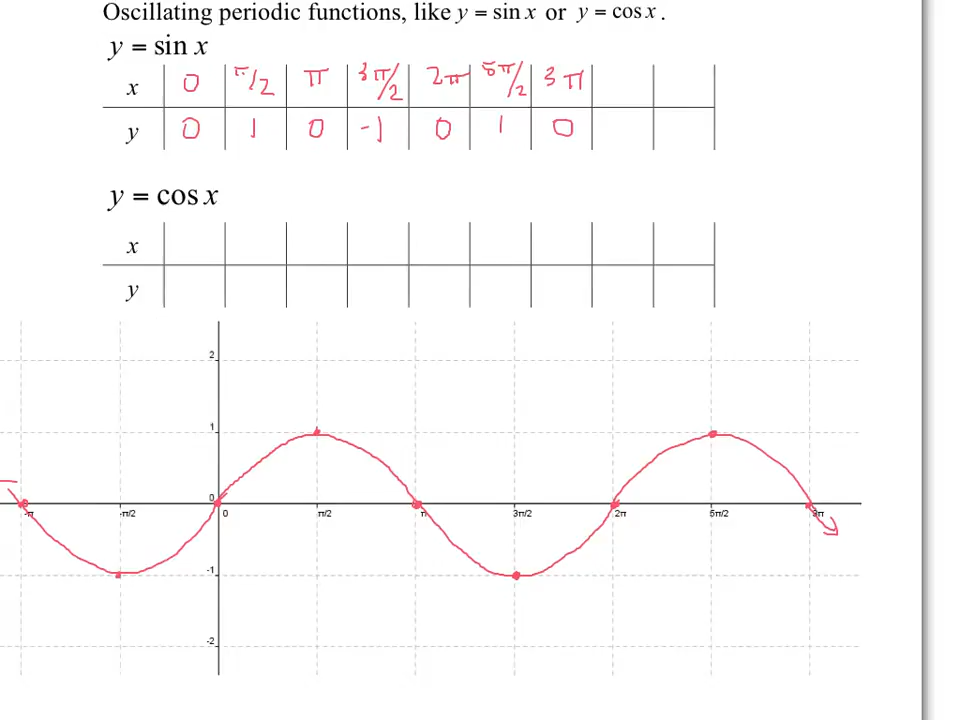 Oscillating periodic functions, like y = sin x or y = cos x.
y = sin x
x 0 π/2 π 3π/2 2π 5π/2 3π
y 0 1 0 -1 0 1 0
y = cos x
x
y
2
1
0
-π -π/2 0 π/2 π 3π/2 2π 5π/2 3π
-1
-2